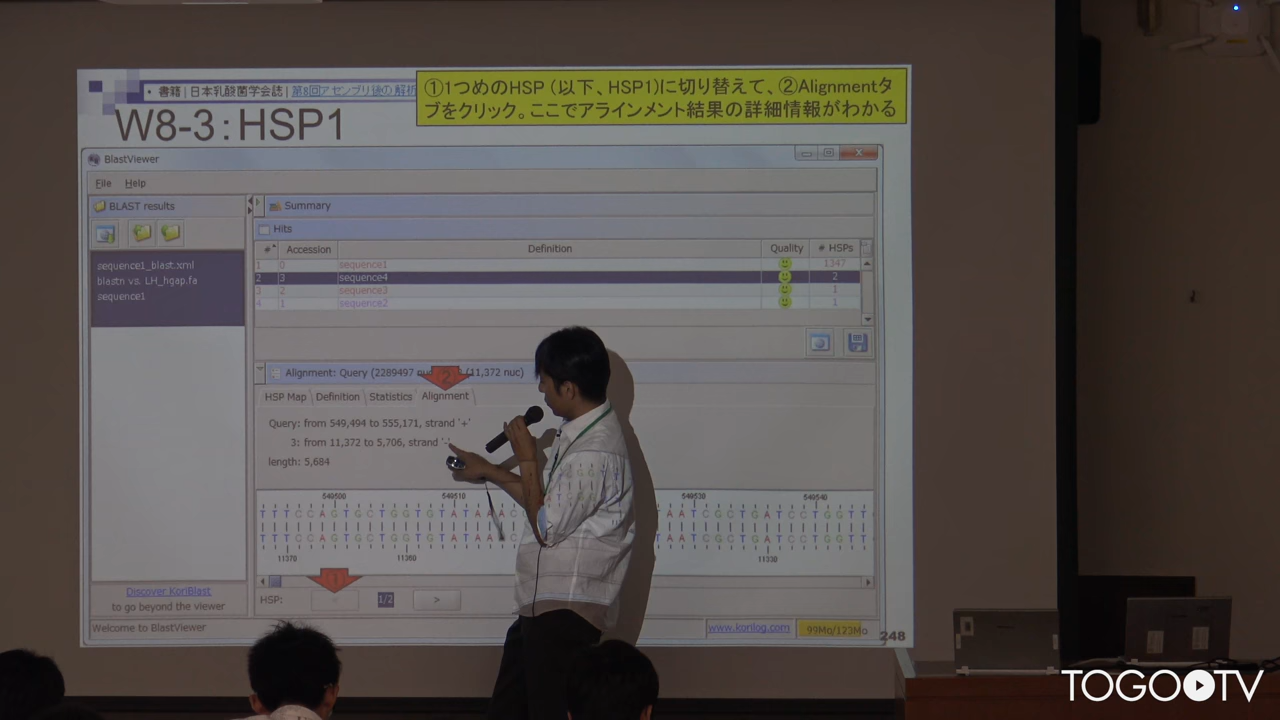 ・書籍 | 日本乳酸菌学会誌 | 第8回アセンブリ後の解析
①1つめのHSP (以下、HSP1)に切り替えて、②Alignmentタ
ブをクリック。ここでアラインメント結果の詳細情報がわかる
W8-3：HSP1
BlastViewer
File Help
BLAST results
Summary
Hits
# Accession Definition Quality # HSPs
1 0 sequence1 1347
2 3 sequence4 2
3 2 sequence3 1
4 1 sequence2 1
sequence1_blast.xml
blastn vs. LH_hgap.fa
sequence1
Alignment: Query (2289497 (11,372 nuc)
②
HSP Map Definition Statistics Alignment
Query: from 549,494 to 555,171, strand '+'
3: from 11,372 to 5,706, strand '-'
length: 5,684
549500 549510 549530 549540
TTTCCAGTGCTGGTGTATAAC AATCGCTGATCCTGGTT
TTTCCAGTGCTGGTGTATAAC AATCGCTGATCCTGGTT
11370 11360 11330
①
HSP: < 1/2 >
Discover KoriBlast
to go beyond the viewer
Welcome to BlastViewer
www.korilog.com 99Mo/123Mo
248
TOGOTV